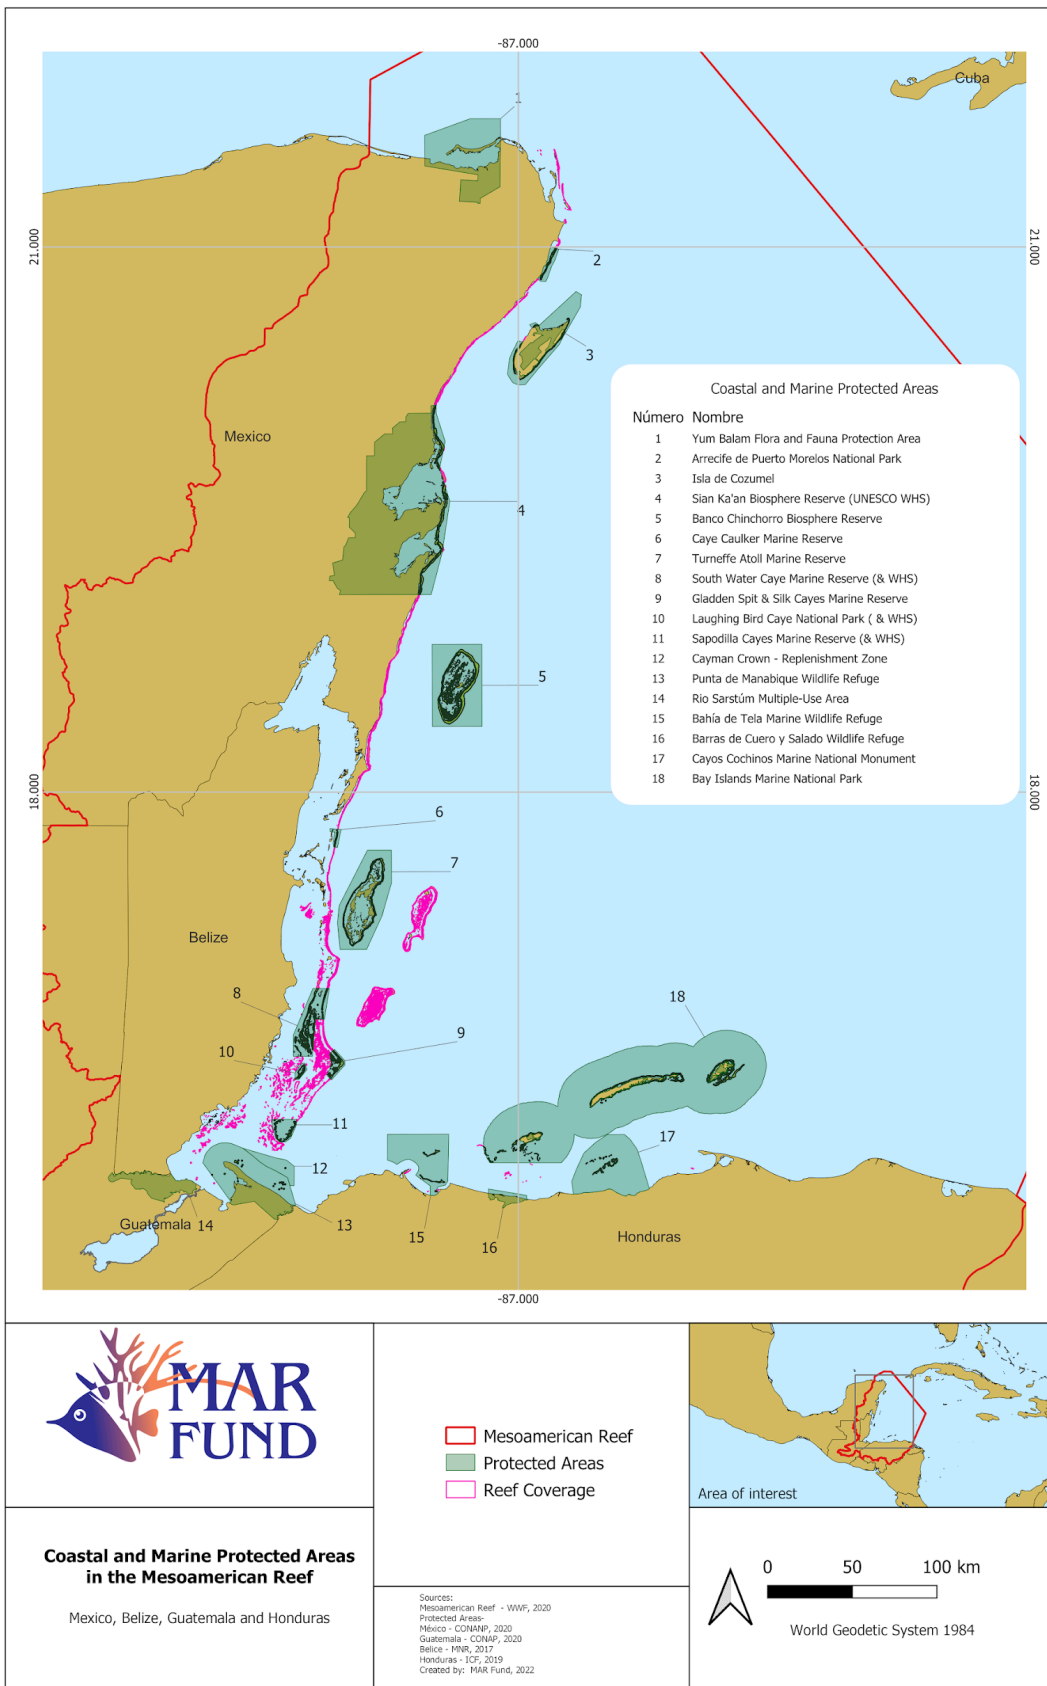 -87.000
Cuba
1
21.000
21.000
2
3
Mexico
Coastal and Marine Protected Areas
Número Nombre
1 Yum Balam Flora and Fauna Protection Area
2 Arrecife de Puerto Morelos National Park
3 Isla de Cozumel
4 Sian Ka'an Biosphere Reserve (UNESCO WHS)
5 Banco Chinchorro Biosphere Reserve
6 Caye Caulker Marine Reserve
7 Turneffe Atoll Marine Reserve
8 South Water Caye Marine Reserve (& WHS)
9 Gladden Spit & Silk Cayes Marine Reserve
10 Laughing Bird Caye National Park ( & WHS)
11 Sapodilla Cayes Marine Reserve (& WHS)
12 Cayman Crown - Replenishment Zone
13 Punta de Manabique Wildlife Refuge
14 Rio Sarstúm Multiple-Use Area
15 Bahía de Tela Marine Wildlife Refuge
16 Barras de Cuero y Salado Wildlife Refuge
17 Cayos Cochinos Marine National Monument
18 Bay Islands Marine National Park
4
5
18.000
18.000
6
7
Belize
8
18
9
10
11
17
12
Guatemala 14
13
15
16
Honduras
-87.000
MAR
FUND
Mesoamerican Reef
Protected Areas
Reef Coverage
Area of interest
Coastal and Marine Protected Areas
in the Mesoamerican Reef
Mexico, Belize, Guatemala and Honduras
Sources:
Mesoamerican Reef - WWF, 2020
Protected Areas-
México - CONANP, 2020
Guatemala - CONAP, 2020
Belice - MNR, 2017
Honduras - ICF, 2019
Created by: MAR Fund, 2022
0 50 100 km
World Geodetic System 1984